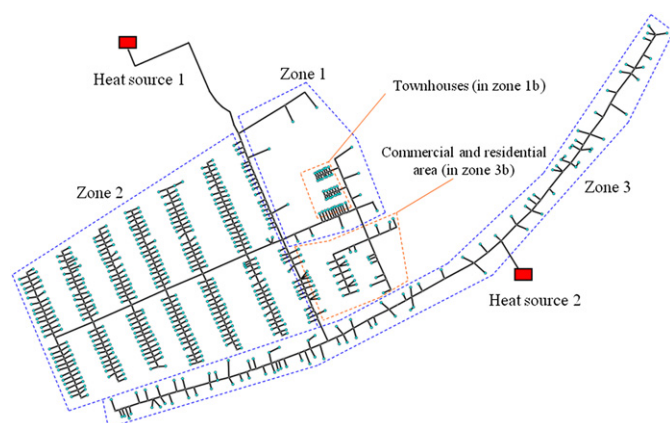 Heat source 1
Zone 1
Townhouses (in zone 1b)
Commercial and residential
area (in zone 3b)
Zone 2
Zone 3
Heat source 2